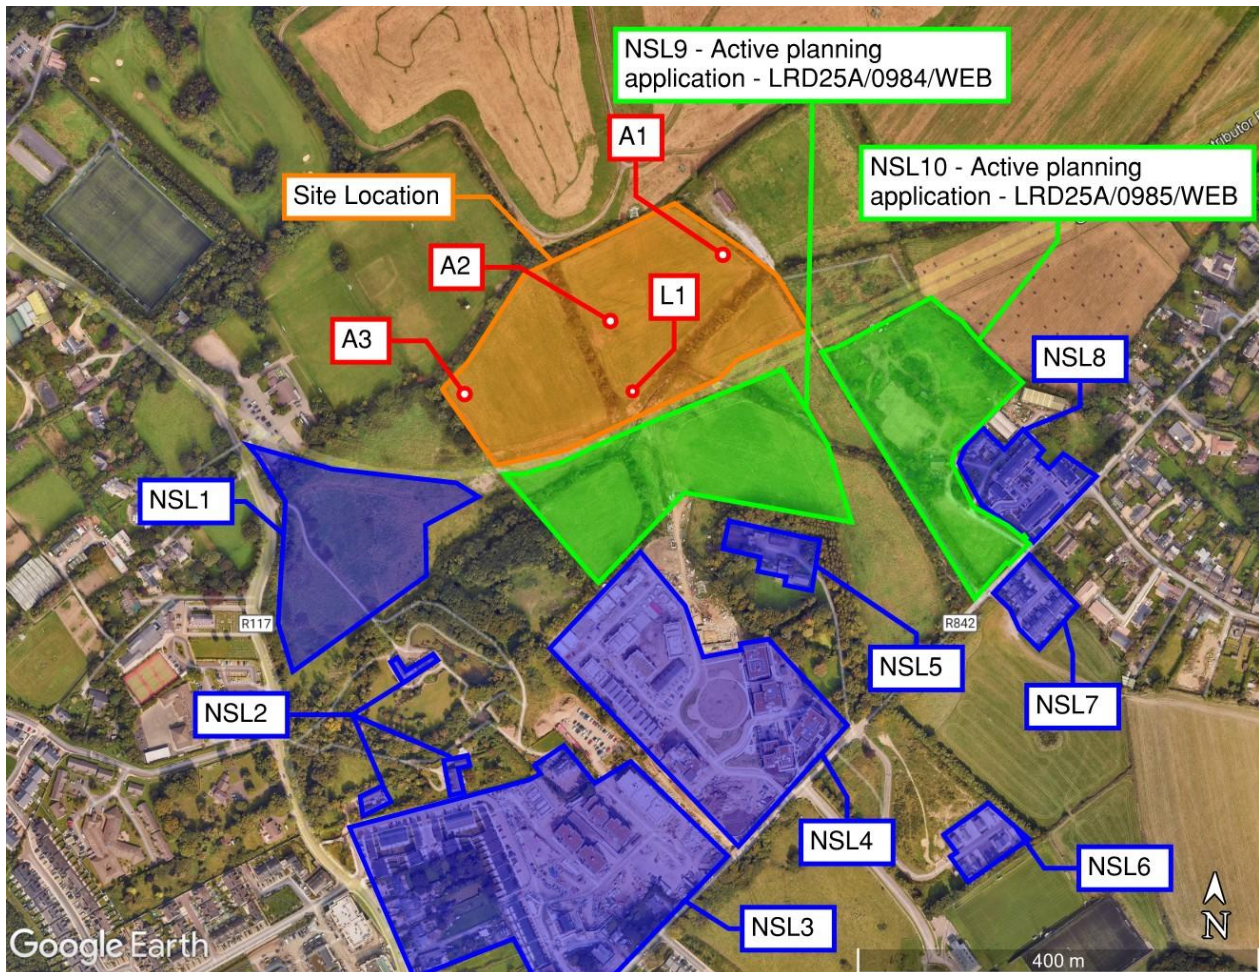 NSL9 - Active planning
application - LRD25A/0984/WEB
A1
NSL10 - Active planning
application - LRD25A/0985/WEB
Site Location
A2
L1
A3
NSL8
NSL1
R117
R842
NSL5
NSL2
NSL7
NSL4
NSL6
NSL3
N
Google Earth
400 m